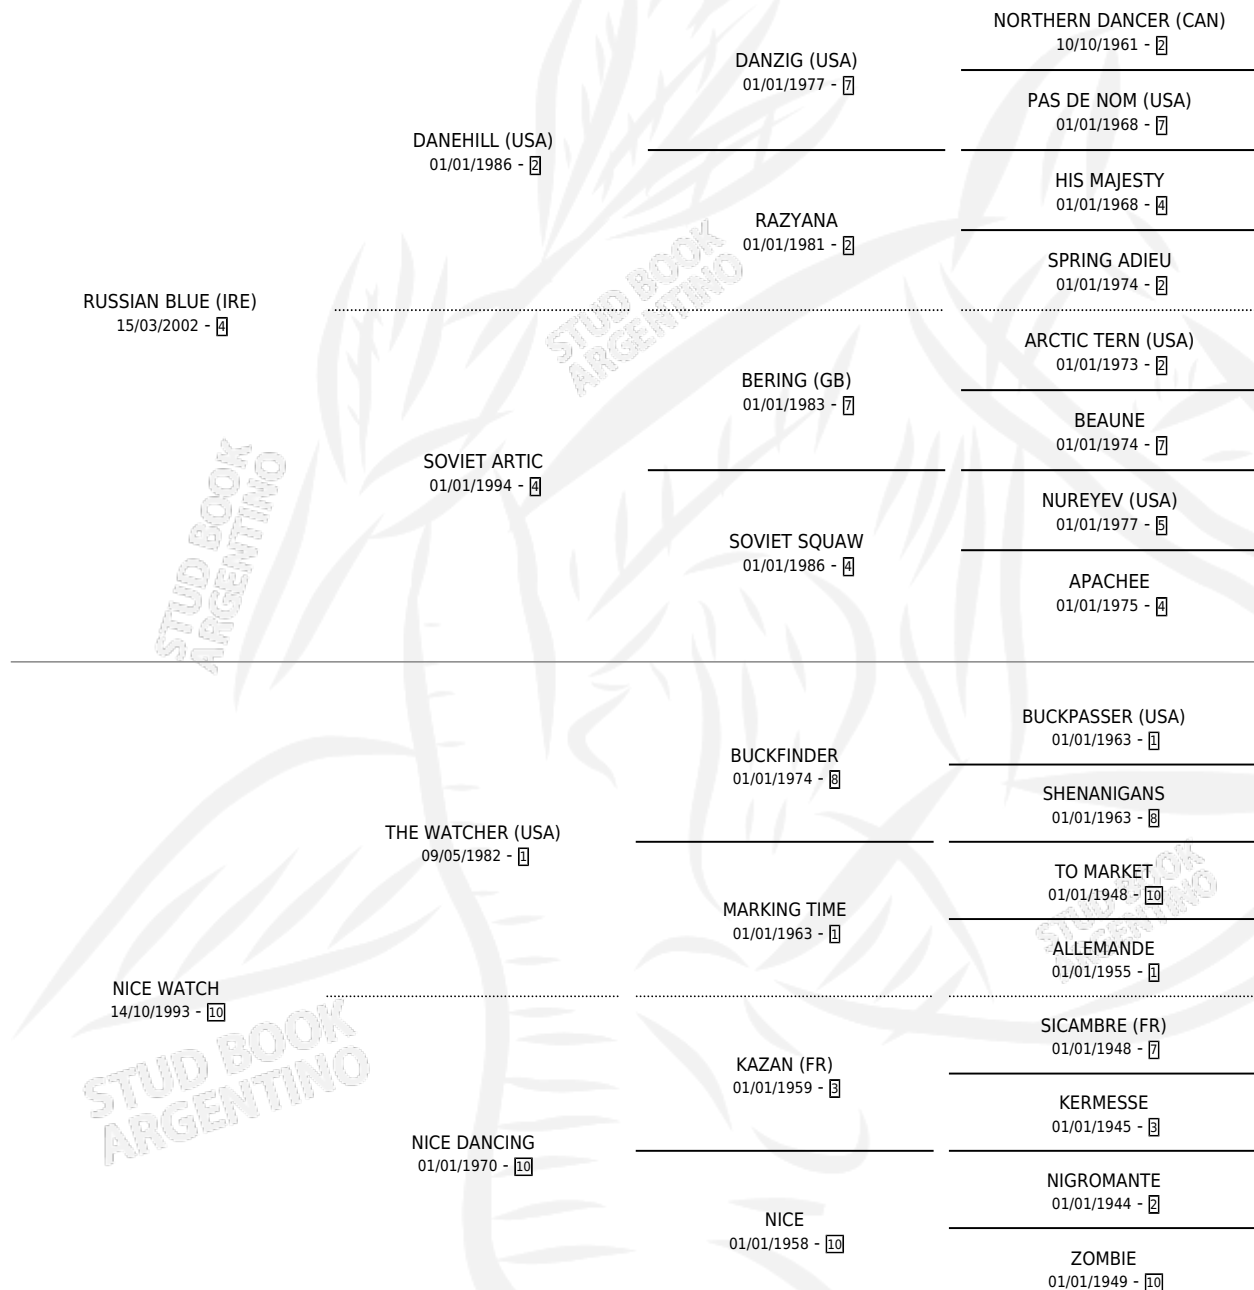 NORTHERN DANCER (CAN)
10/10/1961 - 2
DANZIG (USA)
01/01/1977 - 7
PAS DE NOM (USA)
01/01/1968 - 7
DANEHILL (USA)
01/01/1986 - 2
HIS MAJESTY
01/01/1968 - 4
RAZYANA
01/01/1981 - 2
SPRING ADIEU
01/01/1974 - 2
RUSSIAN BLUE (IRE)
15/03/2002 - 4
ARCTIC TERN (USA)
01/01/1973 - 2
BERING (GB)
01/01/1983 - 7
BEAUNE
01/01/1974 - 7
SOVIET ARTIC
01/01/1994 - 4
NUREYEV (USA)
01/01/1977 - 5
SOVIET SQUAW
01/01/1986 - 4
APACHEE
01/01/1975 - 4
BUCKPASSER (USA)
01/01/1963 - 1
BUCKFINDER
01/01/1974 - 8
SHENANIGANS
01/01/1963 - 8
THE WATCHER (USA)
09/05/1982 - 1
TO MARKET
01/01/1948 - 10
MARKING TIME
01/01/1963 - 1
ALLEMANDE
01/01/1955 - 1
NICE WATCH
14/10/1993 - 10
SICAMBRE (FR)
01/01/1948 - 7
KAZAN (FR)
01/01/1959 - 3
KERMESSE
01/01/1945 - 3
NICE DANCING
01/01/1970 - 10
NIGROMANTE
01/01/1944 - 2
NICE
01/01/1958 - 10
ZOMBIE
01/01/1949 - 10
STUD BOOK
ARGENTINO
STUD BOOK
ARGENTINO
STUD BOOK
ARGENTINO
STUD BOOK
ARGENTINO